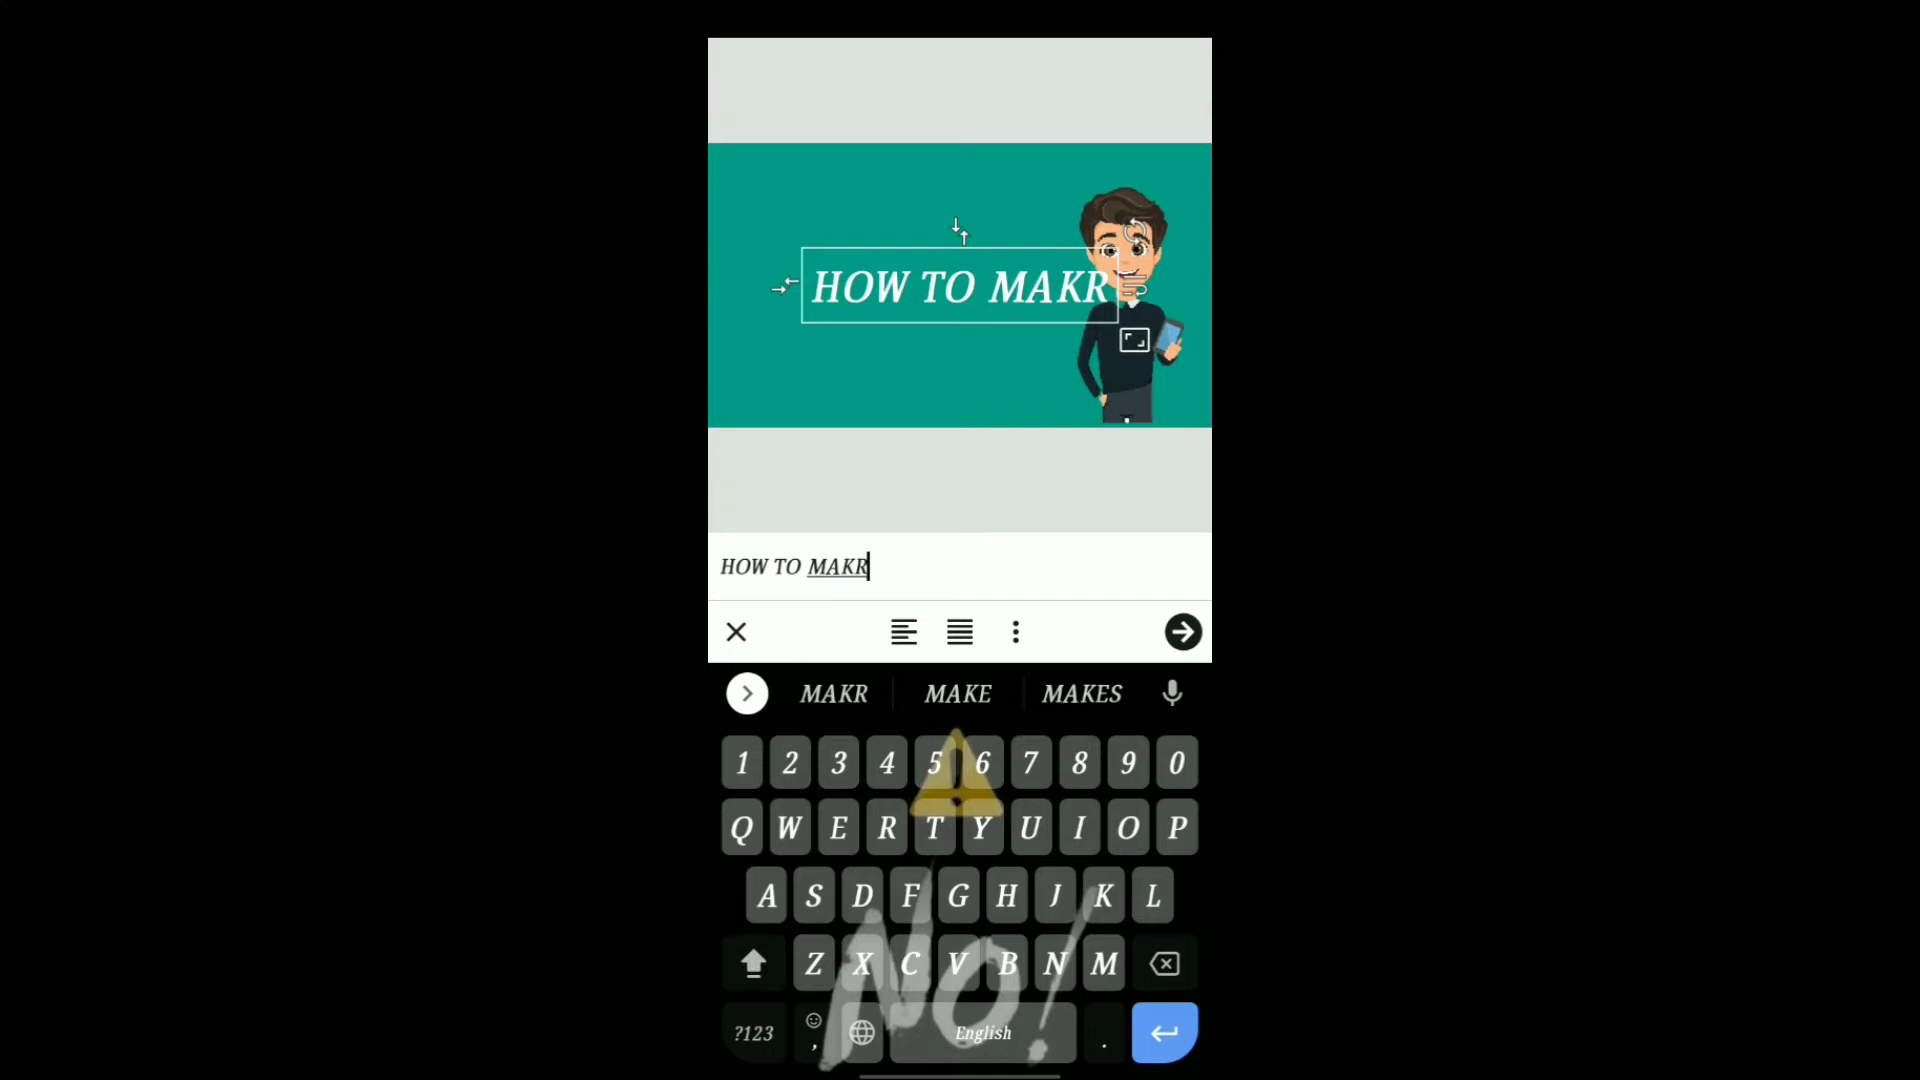 HOW TO MAKR
HOW TO MAKR
MAKR MAKE MAKES
1 2 3 4 5 6 7 8 9 0
Q W E R T Y U I O P
A S D F G H J K L
Z X C V B N M
NO!
?123 , English .